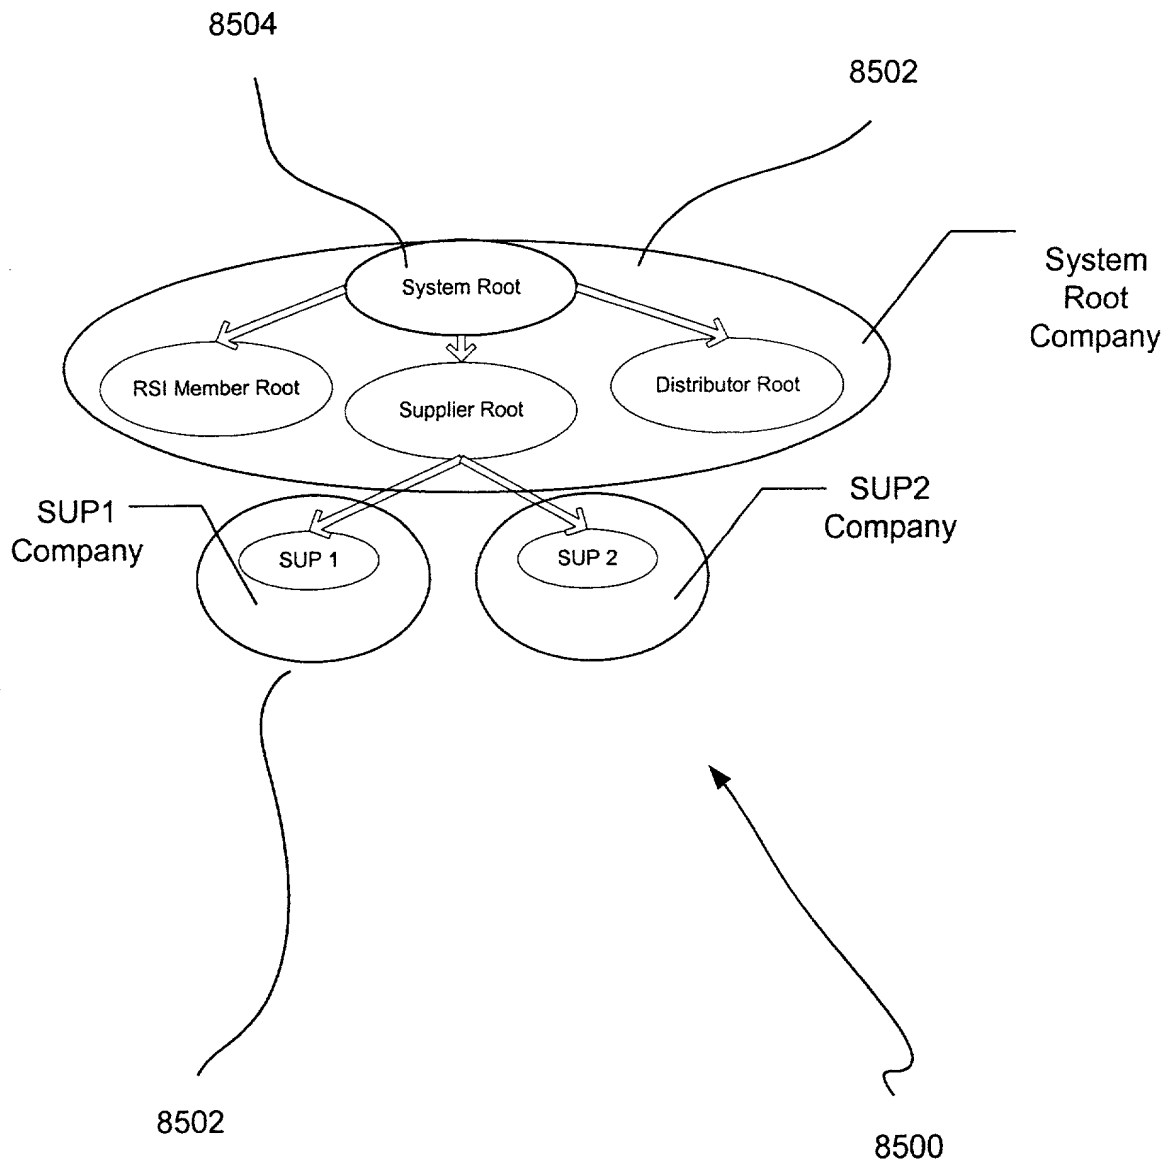 8504
8502
System
Root
Company
System Root
RSI Member Root
Supplier Root
Distributor Root
SUP1
Company
SUP2
Company
SUP 1
SUP 2
8502
8500